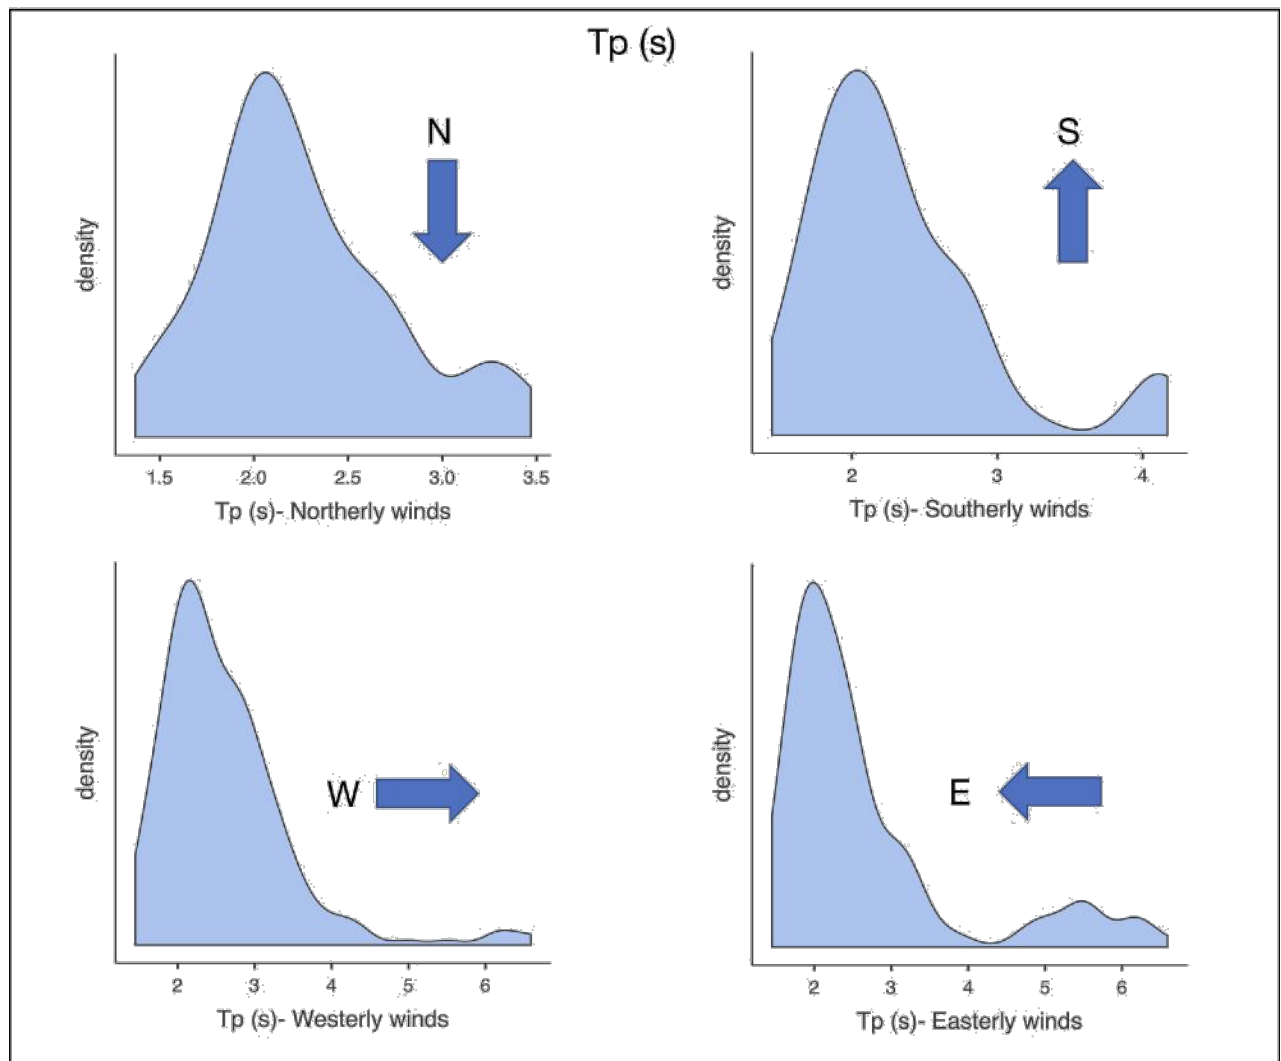 Tp (s)
N
density
1.5 2.0 2.5 3.0 3.5
Tp (s)- Northerly winds
S
density
2 3 4
Tp (s)- Southerly winds
W
density
2 3 4 5 6
Tp (s)- Westerly winds
E
density
2 3 4 5 6
Tp (s)- Easterly winds